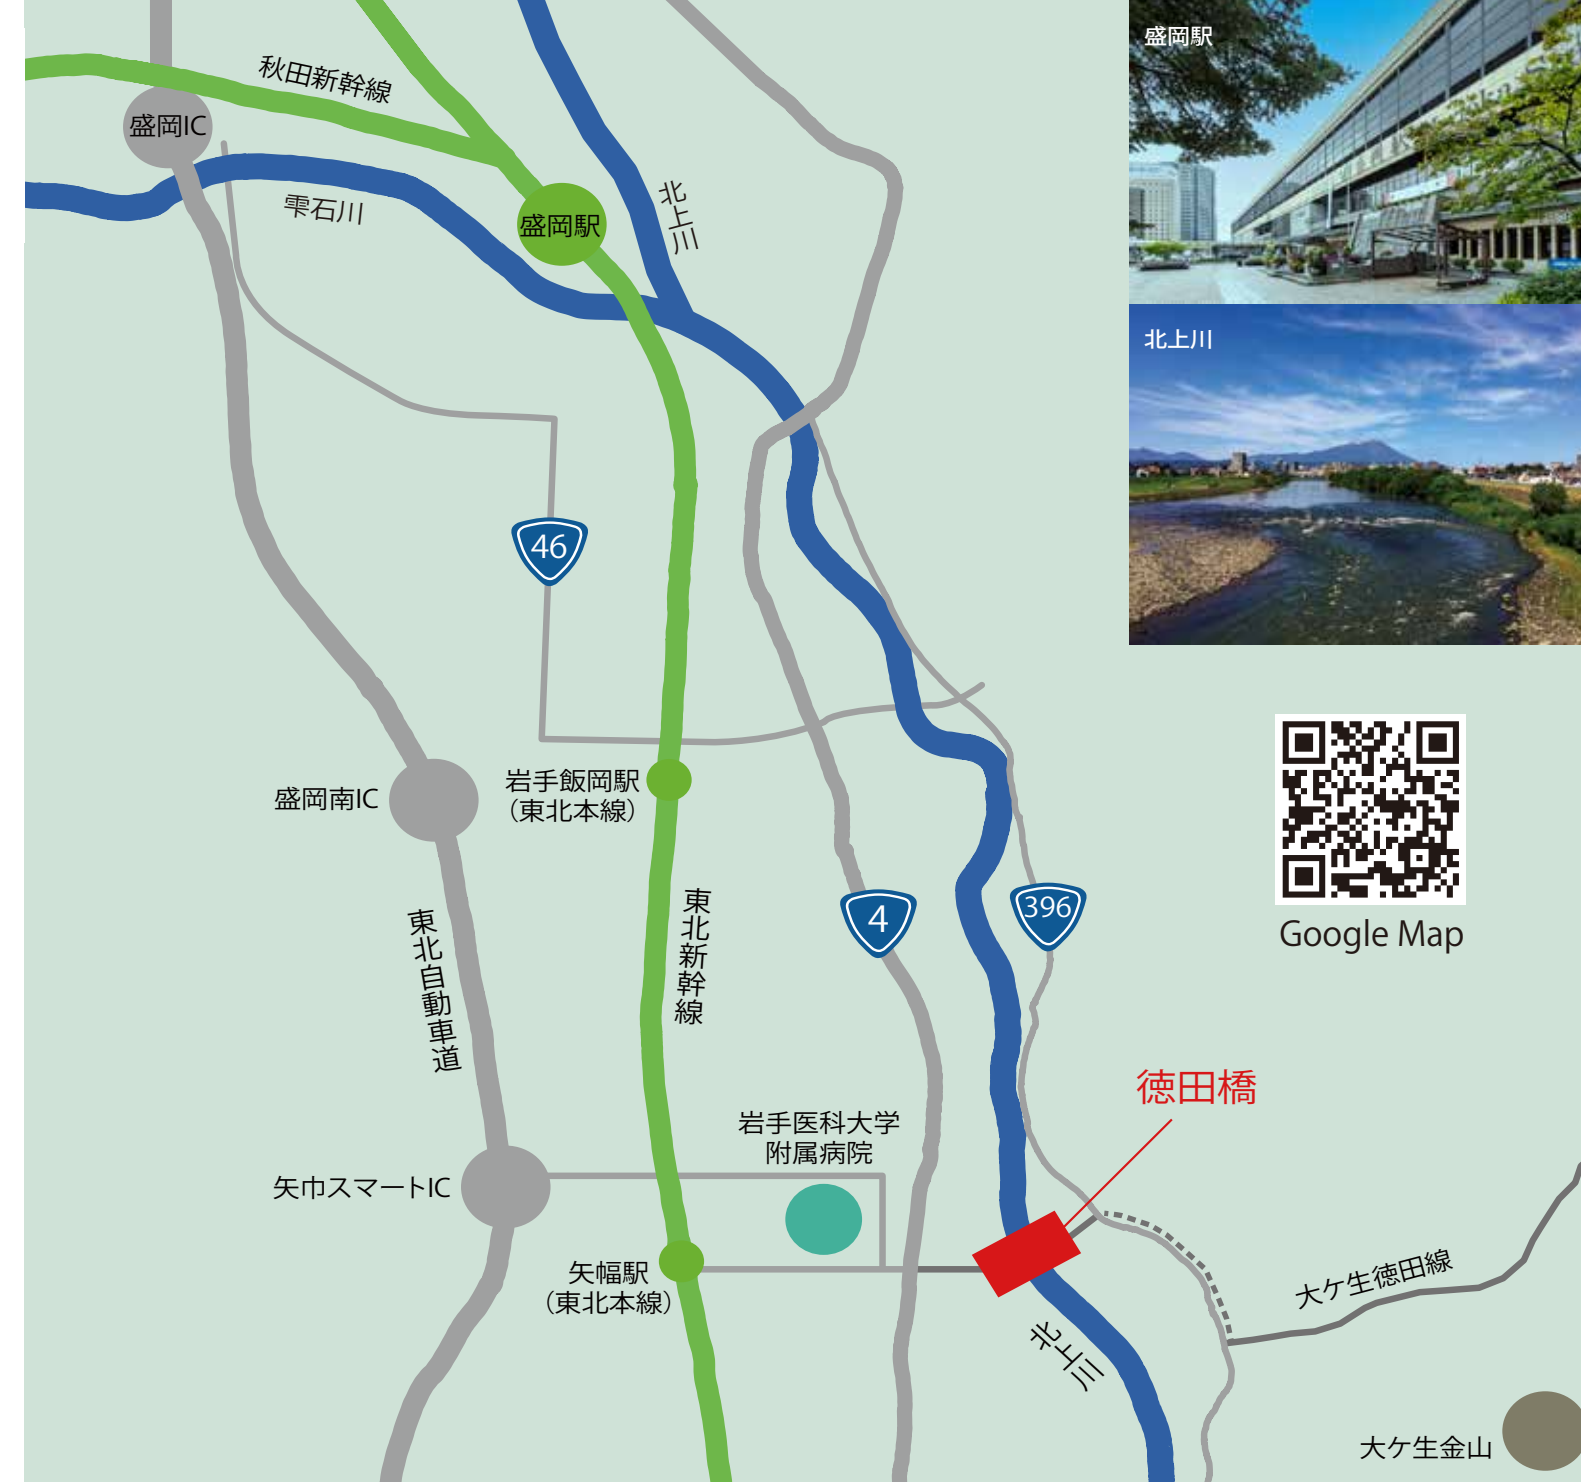 盛岡駅
秋田新幹線
盛岡IC
雫石川
盛岡駅
北上川
北上川
46
岩手飯岡駅
（東北本線）
盛岡南IC
東北自動車道
東北新幹線
4
396
Google Map
徳田橋
岩手医科大学
附属病院
矢巾スマートIC
矢幅駅
（東北本線）
大ケ生徳田線
北上川
大ケ生金山